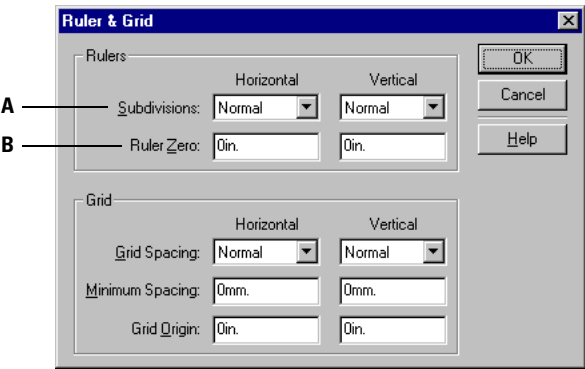 Ruler & Grid
Rulers
Horizontal Vertical
A Subdivisions: Normal Normal
B Ruler Zero: 0in. 0in.
OK
Cancel
Help
Grid
Horizontal Vertical
Grid Spacing: Normal Normal
Minimum Spacing: 0mm. 0mm.
Grid Origin: 0in. 0in.